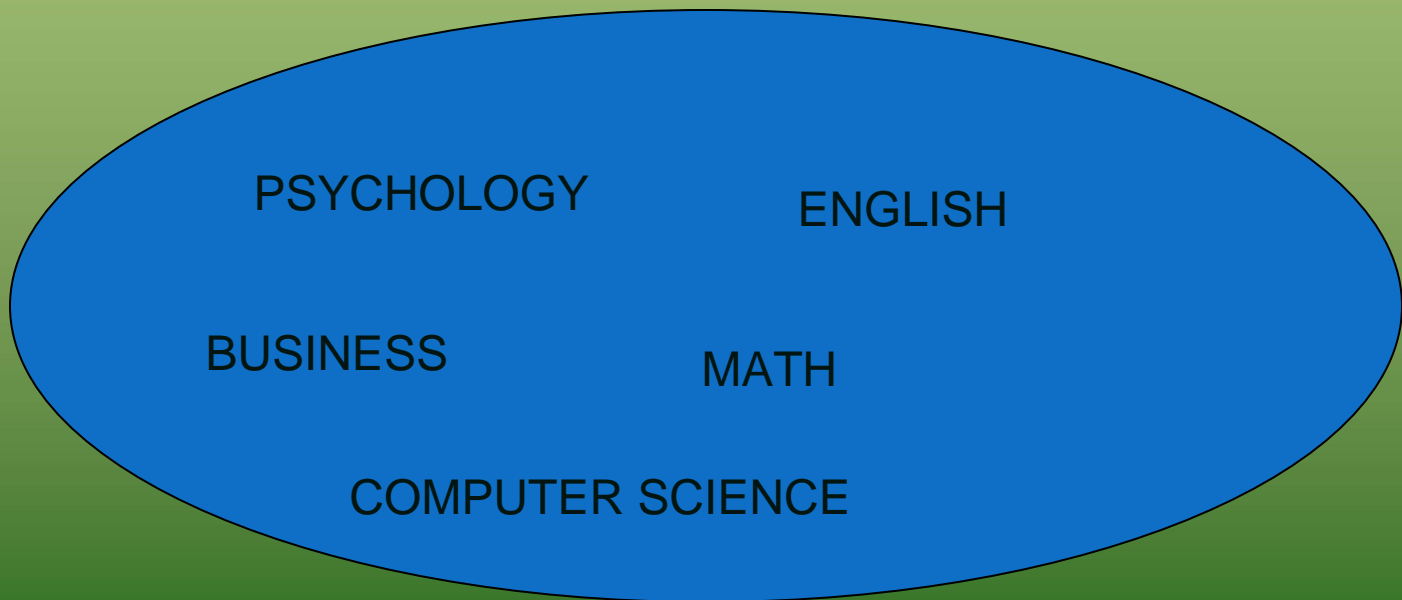 PSYCHOLOGY
ENGLISH
BUSINESS
MATH
COMPUTER SCIENCE